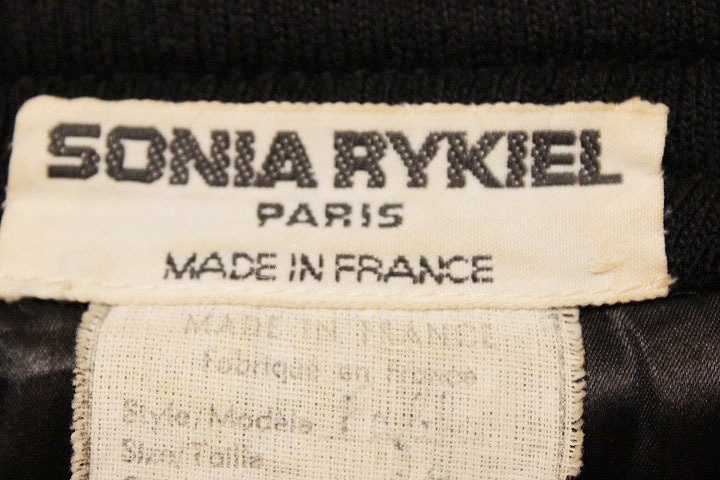 SONIA RYKIEL
PARIS
MADE IN FRANCE
MADE IN FRANCE
Fabriqué en France
Style, Modèle
Size, Taille